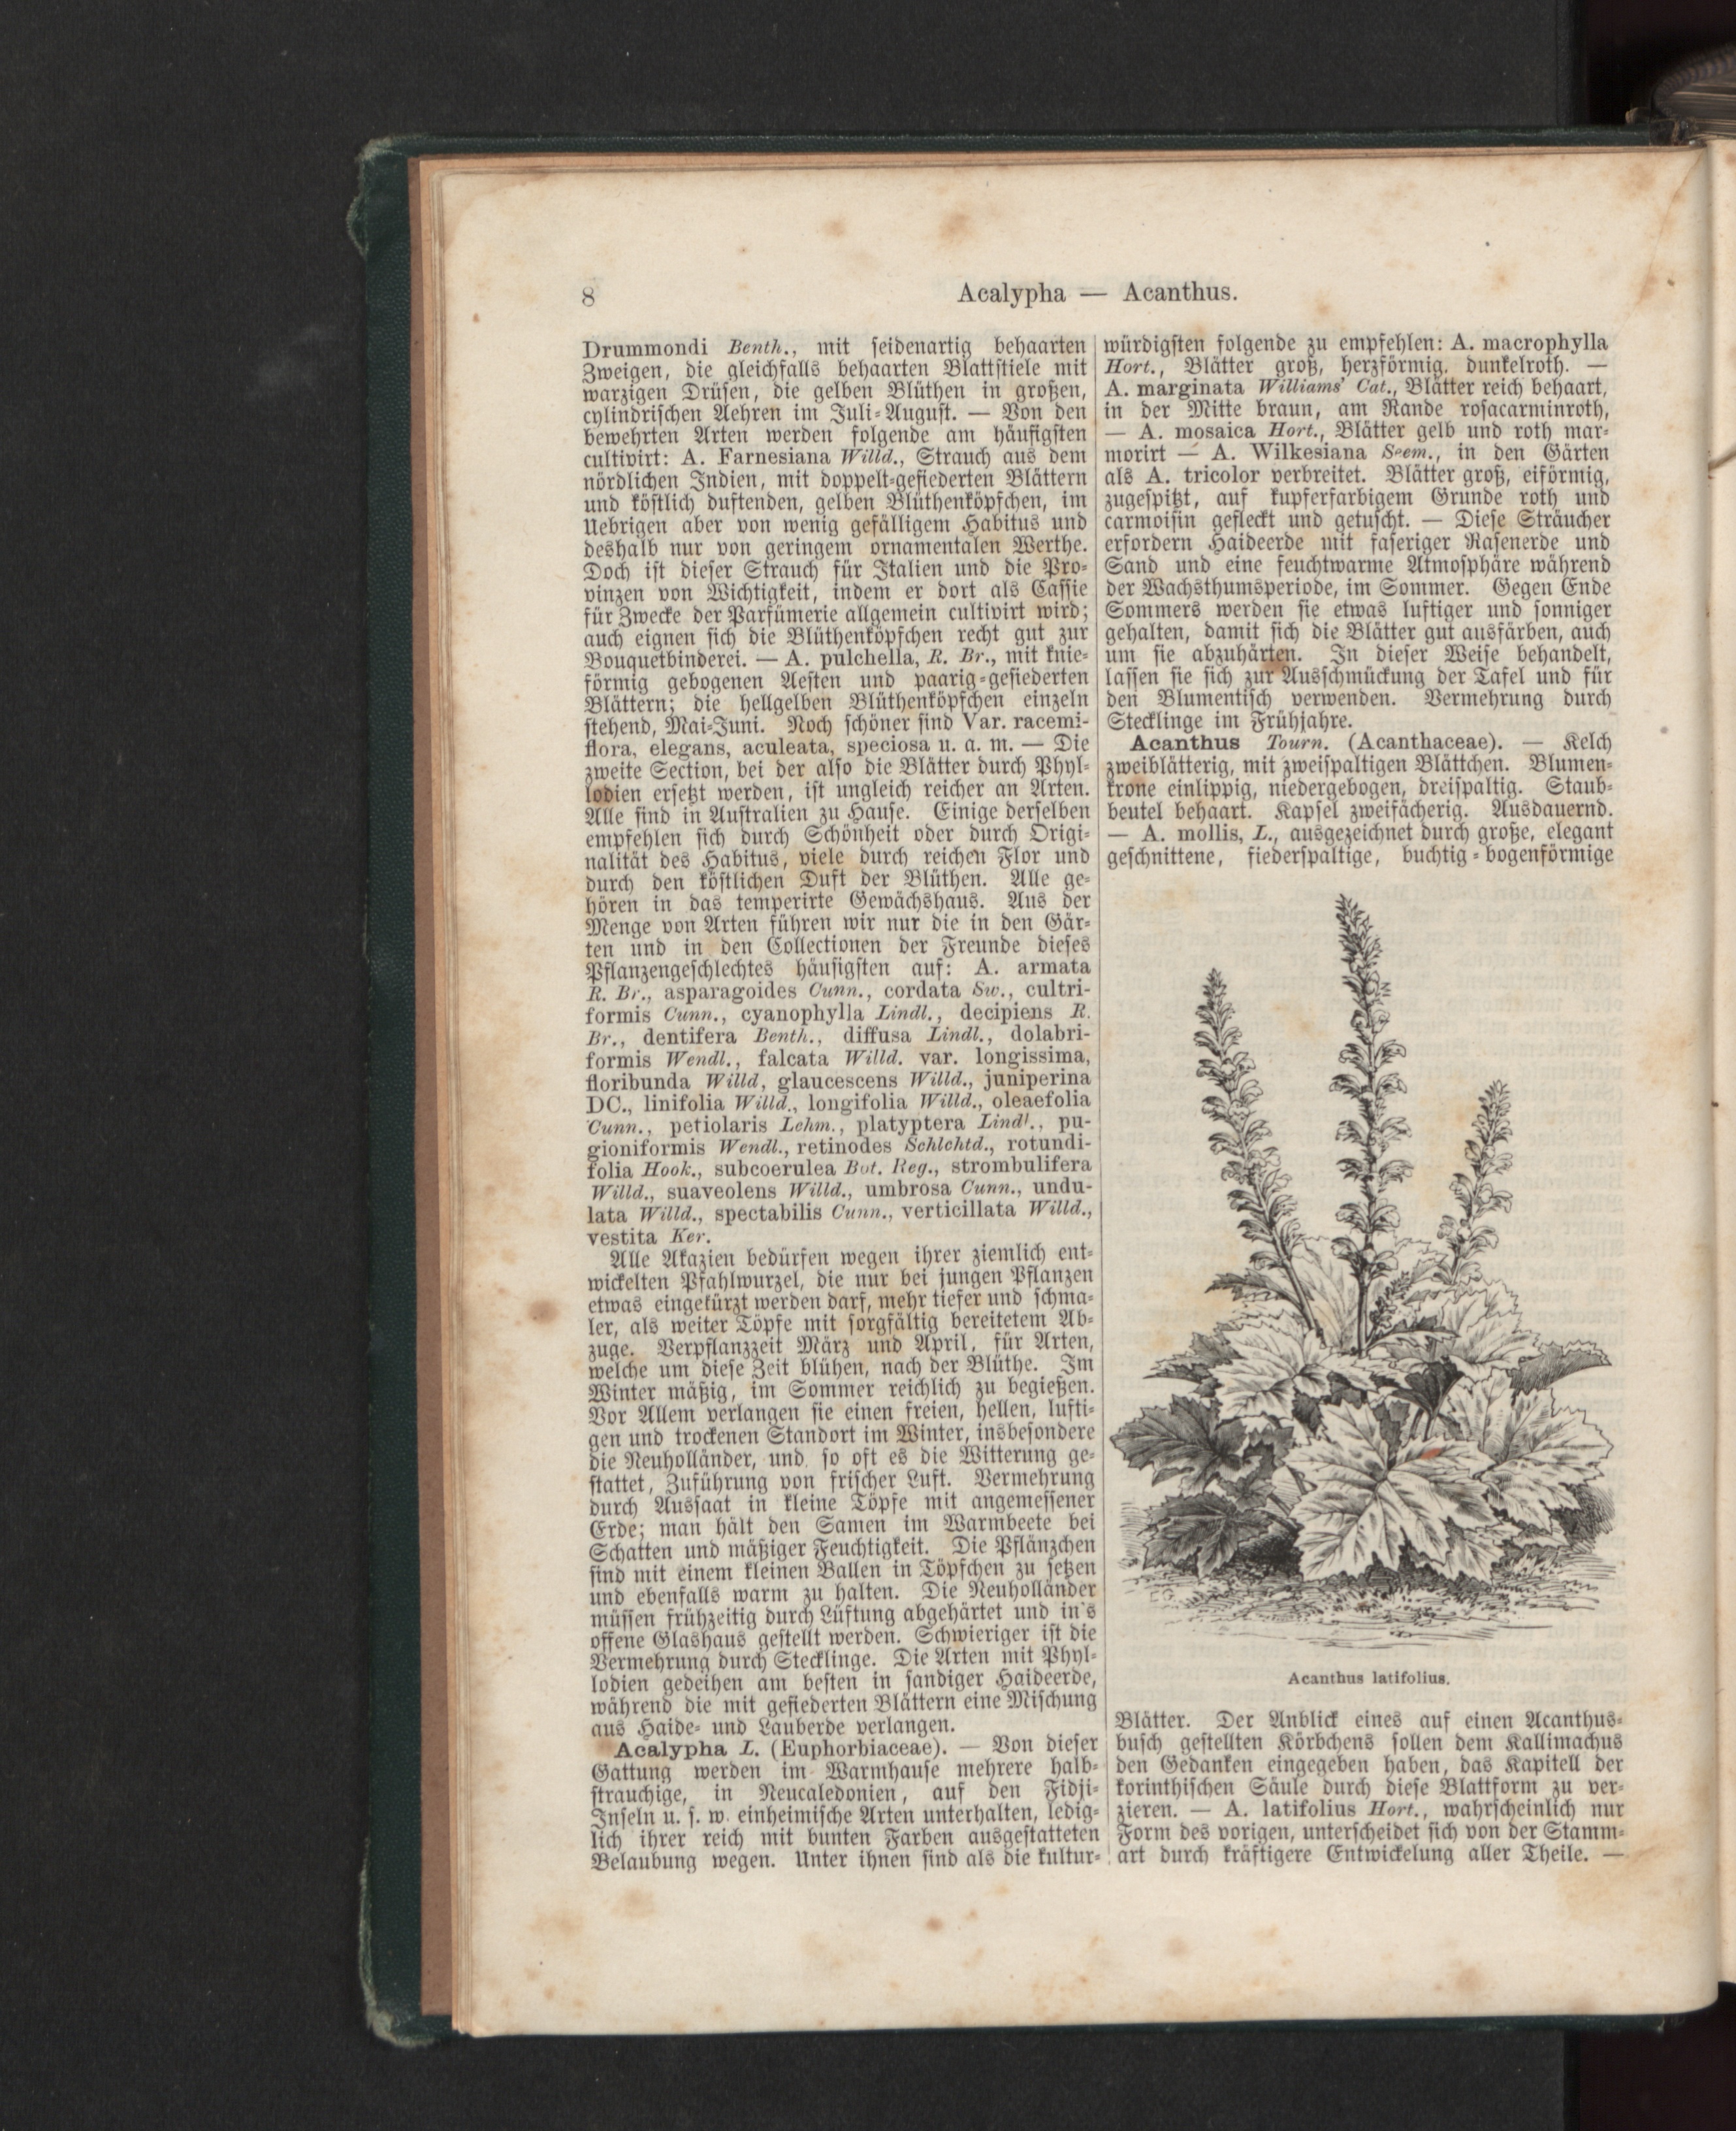 8
Acalypha — Acanthus.
Drummondi Benth., mit seidenartig behaarten
Zweigen, die gleichfalls behaarten Blattstiele mit
warzigen Drüsen, die gelben Blüthen in großen,
cylindrischen Aehren im Juli-August. — Von den
bewehrten Arten werden folgende am häufigsten
cultivirt: A. Farnesiana Willd., Strauch aus dem
nördlichen Indien, mit doppelt-gefiederten Blättern
und köstlich duftenden, gelben Blüthenköpfchen, im
Uebrigen aber von wenig gefälligem Habitus und
deshalb nur von geringem ornamentalen Werthe.
Doch ist dieser Strauch für Italien und die Pro-
vinzen von Wichtigkeit, indem er dort als Cassie
für Zwecke der Parfümerie allgemein cultivirt wird;
auch eignen sich die Blüthenköpfchen recht gut zur
Bouquetbinderei. — A. pulchella, R. Br., mit knie-
förmig gebogenen Aesten und paarig-gefiederten
Blättern; die hellgelben Blüthenköpfchen einzeln
stehend, Mai-Juni. Noch schöner sind Var. racemi-
flora, elegans, aculeata, speciosa u. a. m. — Die
zweite Section, bei der also die Blätter durch Phyl-
lodien ersetzt werden, ist ungleich reicher an Arten.
Alle sind in Australien zu Hause. Einige derselben
empfehlen sich durch Schönheit oder durch Origi-
nalität des Habitus, viele durch reichen Flor und
durch den köstlichen Duft der Blüthen. Alle ge-
hören in das temperirte Gewächshaus. Aus der
Menge von Arten führen wir nur die in den Gär-
ten und in den Collectionen der Freunde dieses
Pflanzengeschlechtes häufigsten auf: A. armata
R. Br., asparagoides Cunn., cordata Sw., cultri-
formis Cunn., cyanophylla Lindl., decipiens R.
Br., dentifera Benth., diffusa Lindl., dolabri-
formis Wendl., falcata Willd. var. longissima,
floribunda Willd, glaucescens Willd., juniperina
DC., linifolia Willd., longifolia Willd., oleaefolia
Cunn., petiolaris Lehm., platyptera Lindl., pu-
gioniformis Wendl., retinodes Schlchtd., rotundi-
folia Hook., subcoerulea Bot. Reg., strombulifera
Willd., suaveolens Willd., umbrosa Cunn., undu-
lata Willd., spectabilis Cunn., verticillata Willd.,
vestita Ker.
Alle Akazien bedürfen wegen ihrer ziemlich ent-
wickelten Pfahlwurzel, die nur bei jungen Pflanzen
etwas eingekürzt werden darf, mehr tiefer und schma-
ler, als weiter Töpfe mit sorgfältig bereitetem Ab-
zuge. Verpflanzzeit März und April, für Arten,
welche um diese Zeit blühen, nach der Blüthe. Im
Winter mäßig, im Sommer reichlich zu begießen.
Vor Allem verlangen sie einen freien, hellen, lufti-
gen und trockenen Standort im Winter, insbesondere
die Neuholländer, und so oft es die Witterung ge-
stattet, Zuführung von frischer Luft. Vermehrung
durch Aussaat in kleine Töpfe mit angemessener
Erde; man hält den Samen im Warmbeete bei
Schatten und mäßiger Feuchtigkeit. Die Pflänzchen
sind mit einem kleinen Ballen in Töpfchen zu setzen
und ebenfalls warm zu halten. Die Neuholländer
müssen frühzeitig durch Lüftung abgehärtet und in's
offene Glashaus gestellt werden. Schwieriger ist die
Vermehrung durch Stecklinge. Die Arten mit Phyl-
lodien gedeihen am besten in sandiger Haideerde,
während die mit gefiederten Blättern eine Mischung
aus Haide- und Lauberde verlangen.
Acalypha L. (Euphorbiaceae). — Von dieser
Gattung werden im Warmhause mehrere halb-
strauchige, in Neucaledonien, auf den Fidji-
Inseln u. s. w. einheimische Arten unterhalten, ledig-
lich ihrer reich mit bunten Farben ausgestatteten
Belaubung wegen. Unter ihnen sind als die kultur-
würdigsten folgende zu empfehlen: A. macrophylla
Hort., Blätter groß, herzförmig, dunkelroth. —
A. marginata Williams' Cat., Blätter reich behaart,
in der Mitte braun, am Rande rosacarminroth,
— A. mosaica Hort., Blätter gelb und roth mar-
morirt — A. Wilkesiana Seem., in den Gärten
als A. tricolor verbreitet. Blätter groß, eiförmig,
zugespitzt, auf kupferfarbigem Grunde roth und
carmoisin gefleckt und getuscht. — Diese Sträucher
erfordern Haideerde mit faseriger Rasenerde und
Sand und eine feuchtwarme Atmosphäre während
der Wachsthumsperiode, im Sommer. Gegen Ende
Sommers werden sie etwas luftiger und sonniger
gehalten, damit sich die Blätter gut ausfärben, auch
um sie abzuhärten. In dieser Weise behandelt,
lassen sie sich zur Ausschmückung der Tafel und für
den Blumentisch verwenden. Vermehrung durch
Stecklinge im Frühjahre.
Acanthus Tourn. (Acanthaceae). — Kelch
zweiblätterig, mit zweispaltigen Blättchen. Blumen-
krone einlippig, niedergebogen, dreispaltig. Staub-
beutel behaart. Kapsel zweifächerig. Ausdauernd.
— A. mollis, L., ausgezeichnet durch große, elegant
geschnittene, fiederspaltige, buchtig-bogenförmige
Acanthus latifolius.
Blätter. Der Anblick eines auf einen Acanthus-
busch gestellten Körbchens sollen dem Kallimachus
den Gedanken eingegeben haben, das Kapitell der
korinthischen Säule durch diese Blattform zu ver-
zieren. — A. latifolius Hort., wahrscheinlich nur
Form des vorigen, unterscheidet sich von der Stamm-
art durch kräftigere Entwickelung aller Theile. —